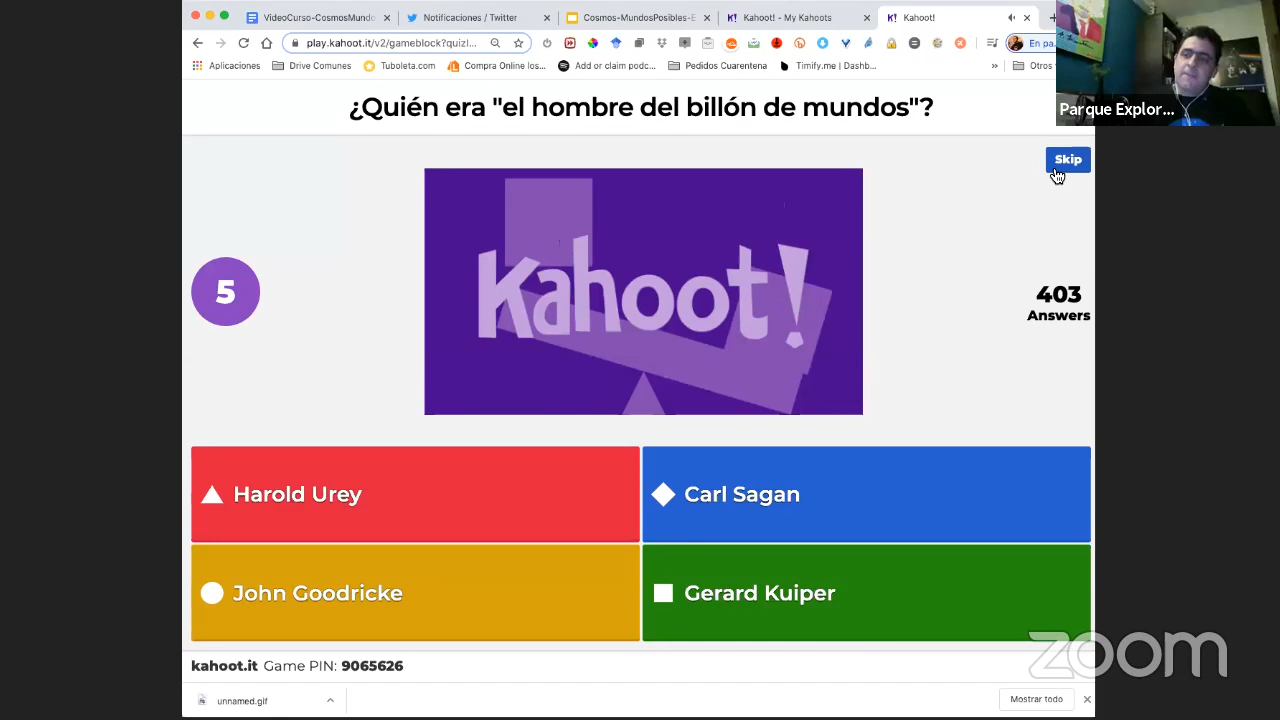 VideoCurso-CosmosMundo
Notificaciones / Twitter
Cosmos-MundosPosibles-E
Kahoot! - My Kahoots
Kahoot!
play.kahoot.it/v2/gameblock?quizI...
En pa...
Aplicaciones
Drive Comunes
Tuboleta.com
Compra Online los...
Add or claim podc...
Pedidos Cuarentena
Timify.me | Dashb...
»
Otros
Parque Explor...
¿Quién era "el hombre del billón de mundos"?
Skip
Kahoot!
5
403
Answers
Harold Urey
Carl Sagan
John Goodricke
Gerard Kuiper
kahoot.it Game PIN: 9065626
zoom
unnamed.gif
Mostrar todo